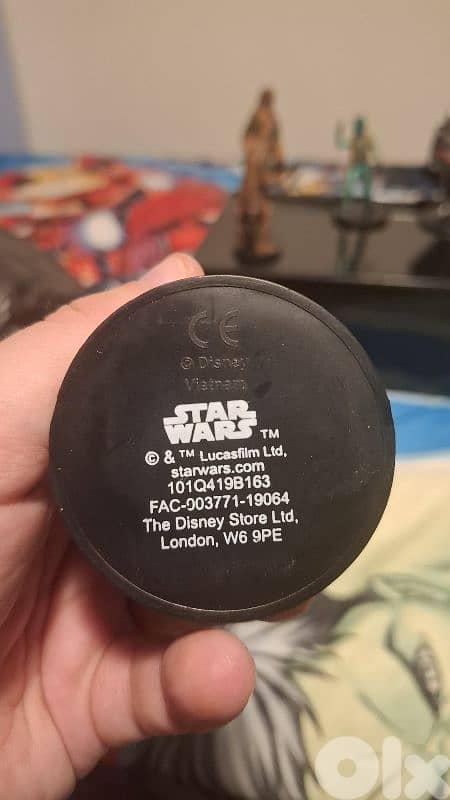 CE
© Disney
Vietnam
STAR
WARS TM
© & TM Lucasfilm Ltd,
starwars.com
101Q419B163
FAC-003771-19064
The Disney Store Ltd,
London, W6 9PE
OLX